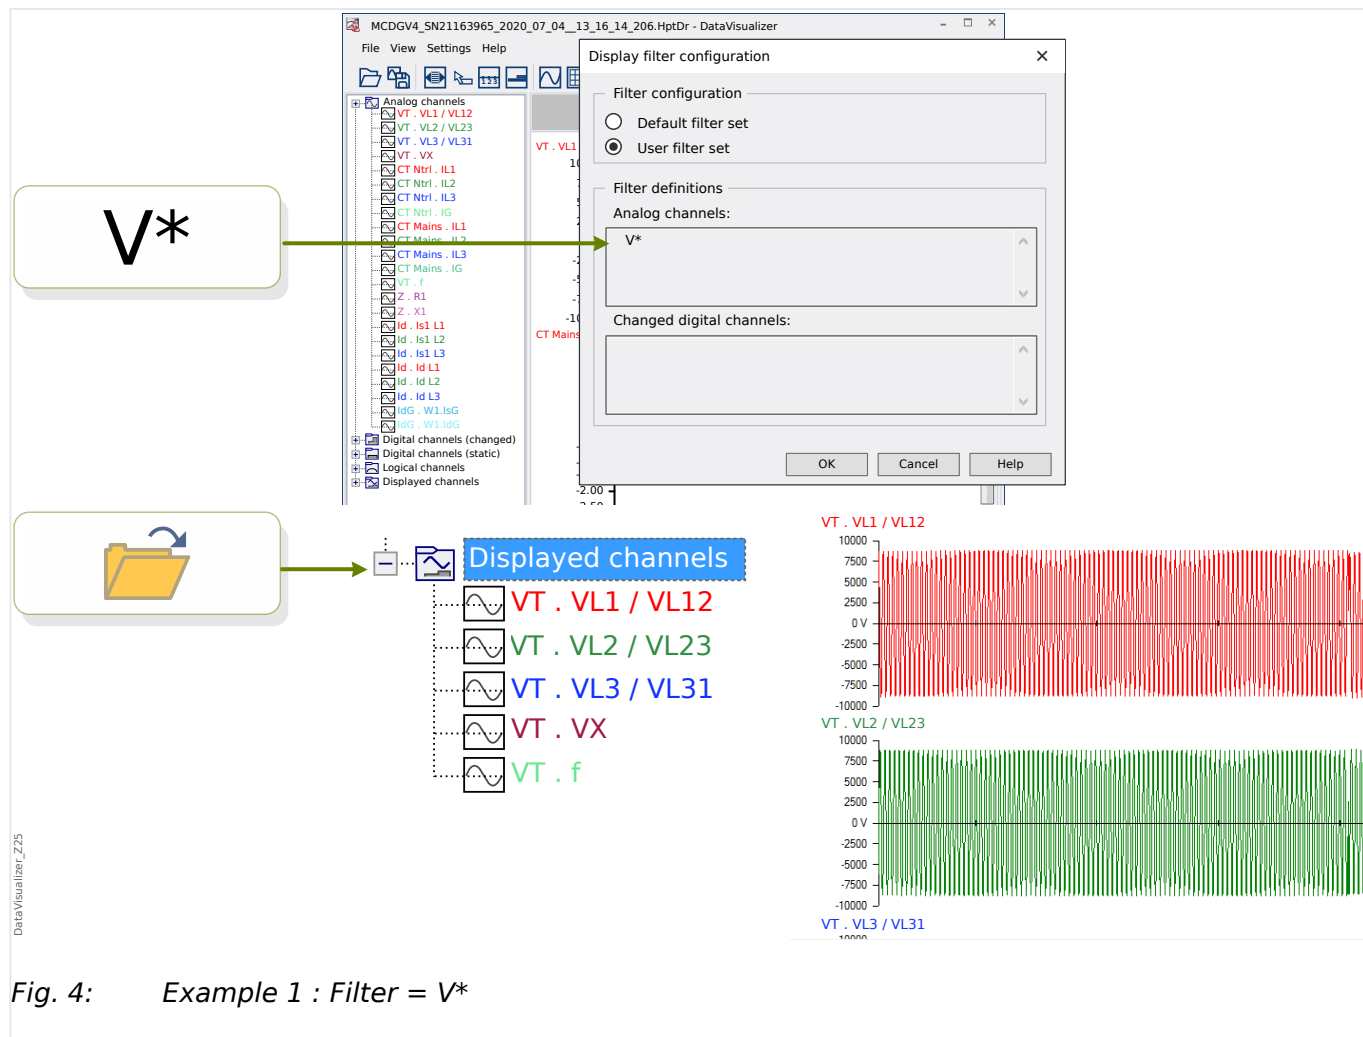 MCDGV4_SN21163965_2020_07_04__13_16_14_206.HptDr - DataVisualizer
File View Settings Help
Display filter configuration
Filter configuration
Default filter set
User filter set
Filter definitions
Analog channels:
V*
Changed digital channels:
OK Cancel Help
Analog channels
VT . VL1 / VL12
VT . VL2 / VL23
VT . VL3 / VL31
VT . VX
CT Ntrl . IL1
CT Ntrl . IL2
CT Ntrl . IL3
CT Ntrl . IG
CT Mains . IL1
CT Mains . IL2
CT Mains . IL3
CT Mains . IG
VT . f
Z . R1
Z . X1
Id . Is1 L1
Id . Is1 L2
Id . Is1 L3
Id . Id L1
Id . Id L2
Id . Id L3
IdG . W1.IsG
IdG . W1.IdG
Digital channels (changed)
Digital channels (static)
Logical channels
Displayed channels
VT . VL1
CT Mains
-2.00
V*
Displayed channels
VT . VL1 / VL12
VT . VL2 / VL23
VT . VL3 / VL31
VT . VX
VT . f
VT . VL1 / VL12
10000
7500
5000
2500
0 V
-2500
-5000
-7500
-10000
VT . VL2 / VL23
10000
7500
5000
2500
0 V
-2500
-5000
-7500
-10000
VT . VL3 / VL31
10000
DataVisualizer_Z25
Fig. 4: Example 1 : Filter = V*